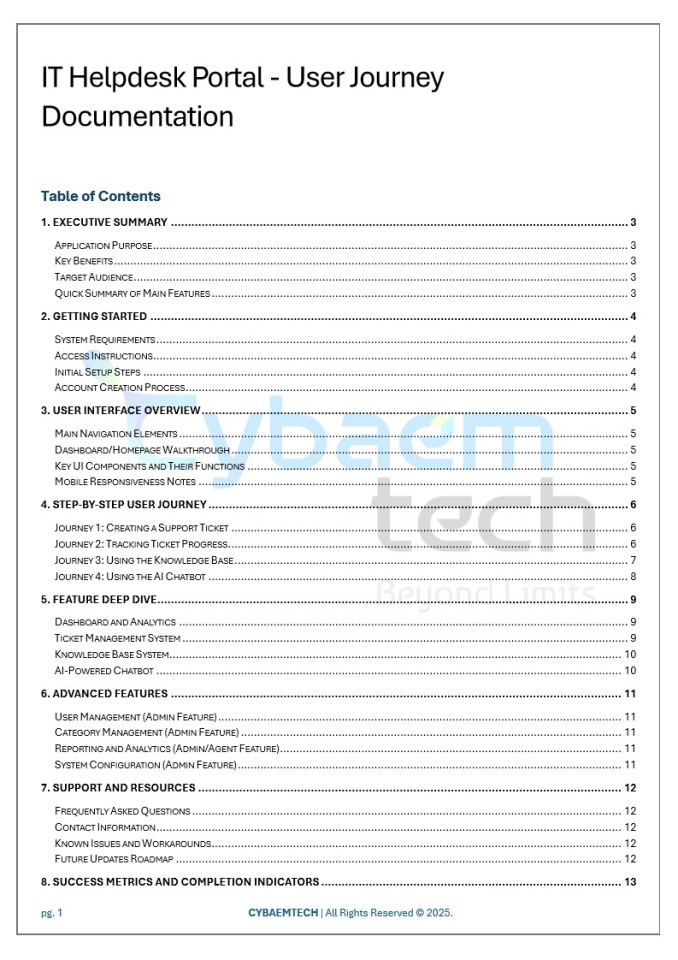 IT Helpdesk Portal - User Journey
Documentation
Table of Contents
1. EXECUTIVE SUMMARY ........ 3
APPLICATION PURPOSE........ 3
KEY BENEFITS........ 3
TARGET AUDIENCE........ 3
QUICK SUMMARY OF MAIN FEATURES........ 3
2. GETTING STARTED ........ 4
SYSTEM REQUIREMENTS........ 4
ACCESS INSTRUCTIONS........ 4
INITIAL SETUP STEPS ........ 4
ACCOUNT CREATION PROCESS........ 4
3. USER INTERFACE OVERVIEW........ 5
MAIN NAVIGATION ELEMENTS ........ 5
DASHBOARD/HOMEPAGE WALKTHROUGH ........ 5
KEY UI COMPONENTS AND THEIR FUNCTIONS ........ 5
MOBILE RESPONSIVENESS NOTES ........ 5
Cybaem
tech
Beyond Limits
4. STEP-BY-STEP USER JOURNEY........ 6
JOURNEY 1: CREATING A SUPPORT TICKET ........ 6
JOURNEY 2: TRACKING TICKET PROGRESS........ 6
JOURNEY 3: USING THE KNOWLEDGE BASE........ 7
JOURNEY 4: USING THE AI CHATBOT ........ 8
5. FEATURE DEEP DIVE........ 9
DASHBOARD AND ANALYTICS ........ 9
TICKET MANAGEMENT SYSTEM ........ 9
KNOWLEDGE BASE SYSTEM........ 10
AI-POWERED CHATBOT ........ 10
6. ADVANCED FEATURES ........ 11
USER MANAGEMENT (ADMIN FEATURE)........ 11
CATEGORY MANAGEMENT (ADMIN FEATURE) ........ 11
REPORTING AND ANALYTICS (ADMIN/AGENT FEATURE)........ 11
SYSTEM CONFIGURATION (ADMIN FEATURE)........ 11
7. SUPPORT AND RESOURCES ........ 12
FREQUENTLY ASKED QUESTIONS ........ 12
CONTACT INFORMATION........ 12
KNOWN ISSUES AND WORKAROUNDS........ 12
FUTURE UPDATES ROADMAP ........ 12
8. SUCCESS METRICS AND COMPLETION INDICATORS........ 13
pg. 1
CYBAEMTECH | All Rights Reserved © 2025.